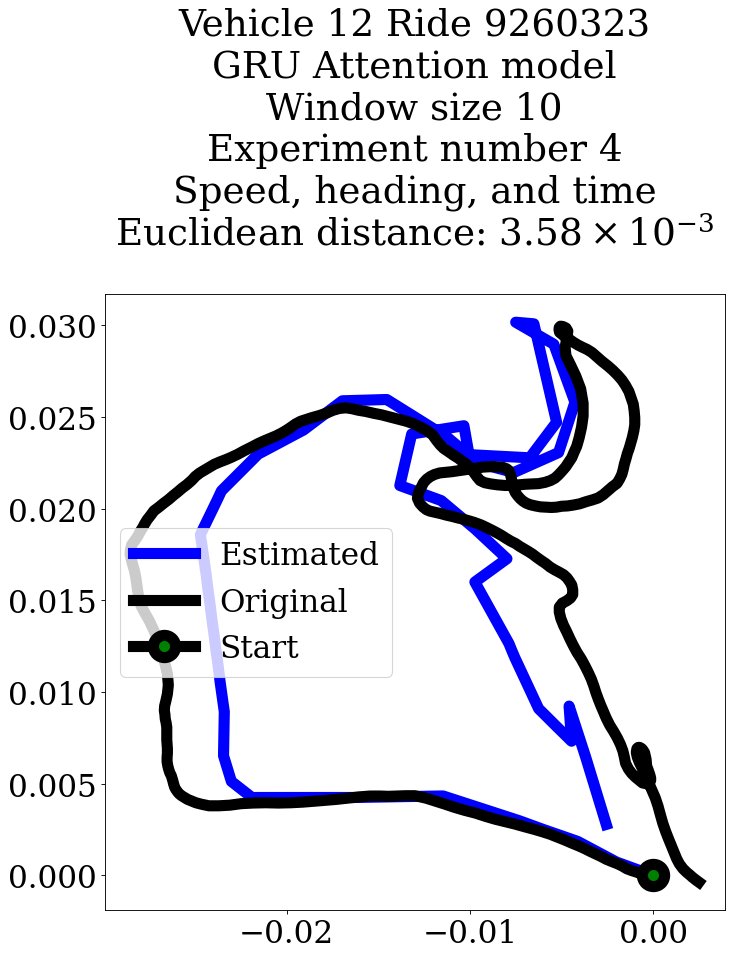 Vehicle 12 Ride 9260323
GRU Attention model
Window size 10
Experiment number 4
Speed, heading, and time
Euclidean distance: 3.58 × 10⁻³
0.030
0.025
0.020
0.015
0.010
0.005
0.000
Estimated
Original
Start
−0.02 −0.01 0.00